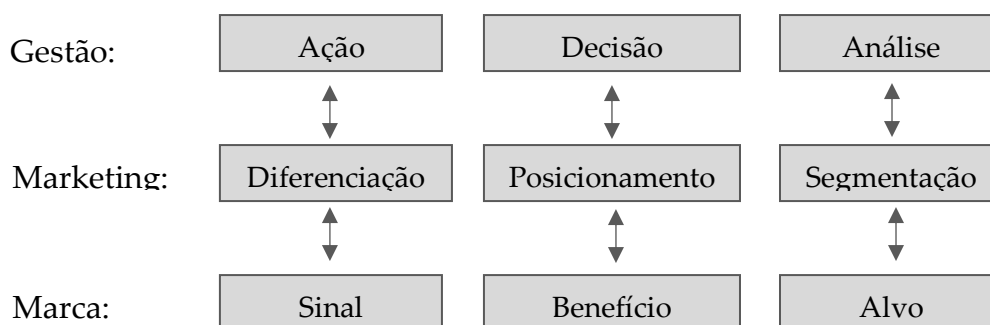 Gestão: Ação Decisão Análise
Marketing: Diferenciação Posicionamento Segmentação
Marca: Sinal Benefício Alvo